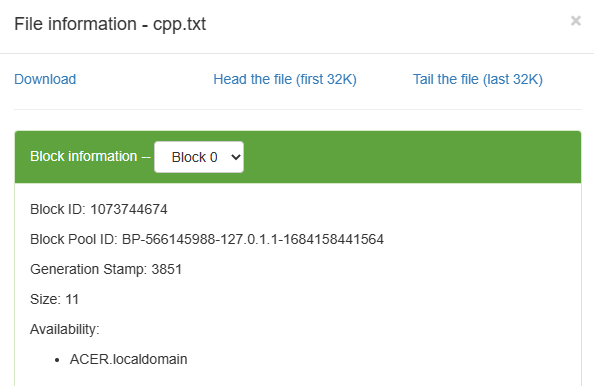 File information - cpp.txt ×
Download Head the file (first 32K) Tail the file (last 32K)
Block information -- Block 0
Block ID: 1073744674
Block Pool ID: BP-566145988-127.0.1.1-1684158441564
Generation Stamp: 3851
Size: 11
Availability:
• ACER.localdomain